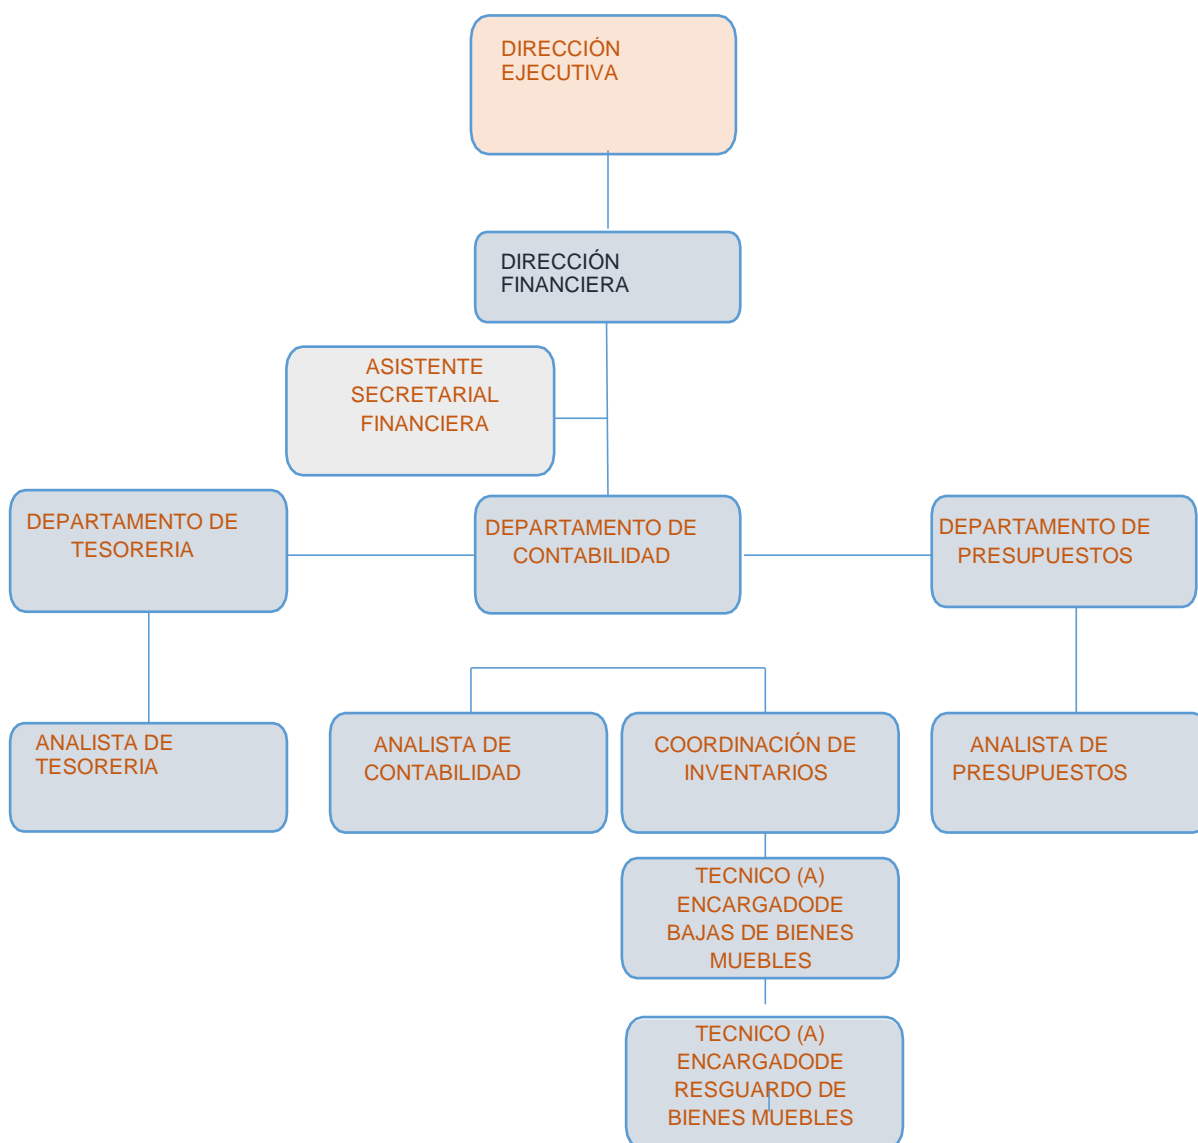 DIRECCIÓN
EJECUTIVA
DIRECCIÓN
FINANCIERA
ASISTENTE
SECRETARIAL
FINANCIERA
DEPARTAMENTO DE
TESORERIA
DEPARTAMENTO DE
CONTABILIDAD
DEPARTAMENTO DE
PRESUPUESTOS
ANALISTA DE
TESORERIA
ANALISTA DE
CONTABILIDAD
COORDINACIÓN DE
INVENTARIOS
ANALISTA DE
PRESUPUESTOS
TECNICO (A)
ENCARGADODE
BAJAS DE BIENES
MUEBLES
TECNICO (A)
ENCARGADODE
RESGUARDO DE
BIENES MUEBLES